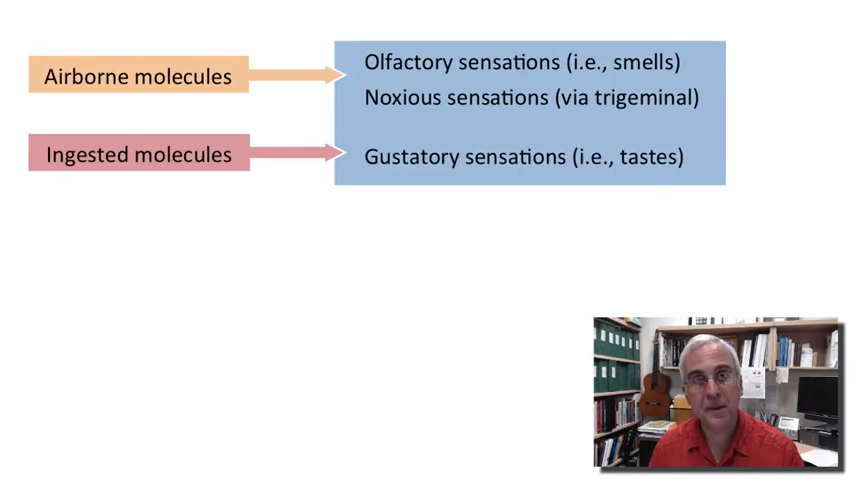 Airborne molecules
Olfactory sensations (i.e., smells)
Noxious sensations (via trigeminal)
Ingested molecules
Gustatory sensations (i.e., tastes)